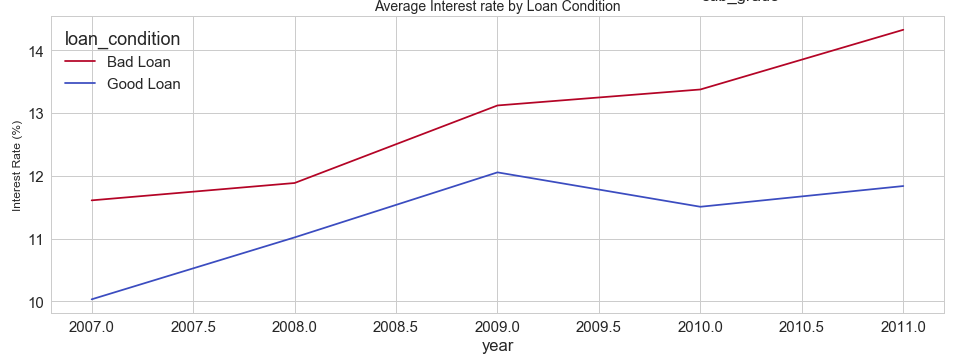 Average Interest rate by Loan Condition
sub_grade
loan_condition
Bad Loan
Good Loan
Interest Rate (%)
14
13
12
11
10
2007.0 2007.5 2008.0 2008.5 2009.0 2009.5 2010.0 2010.5 2011.0
year